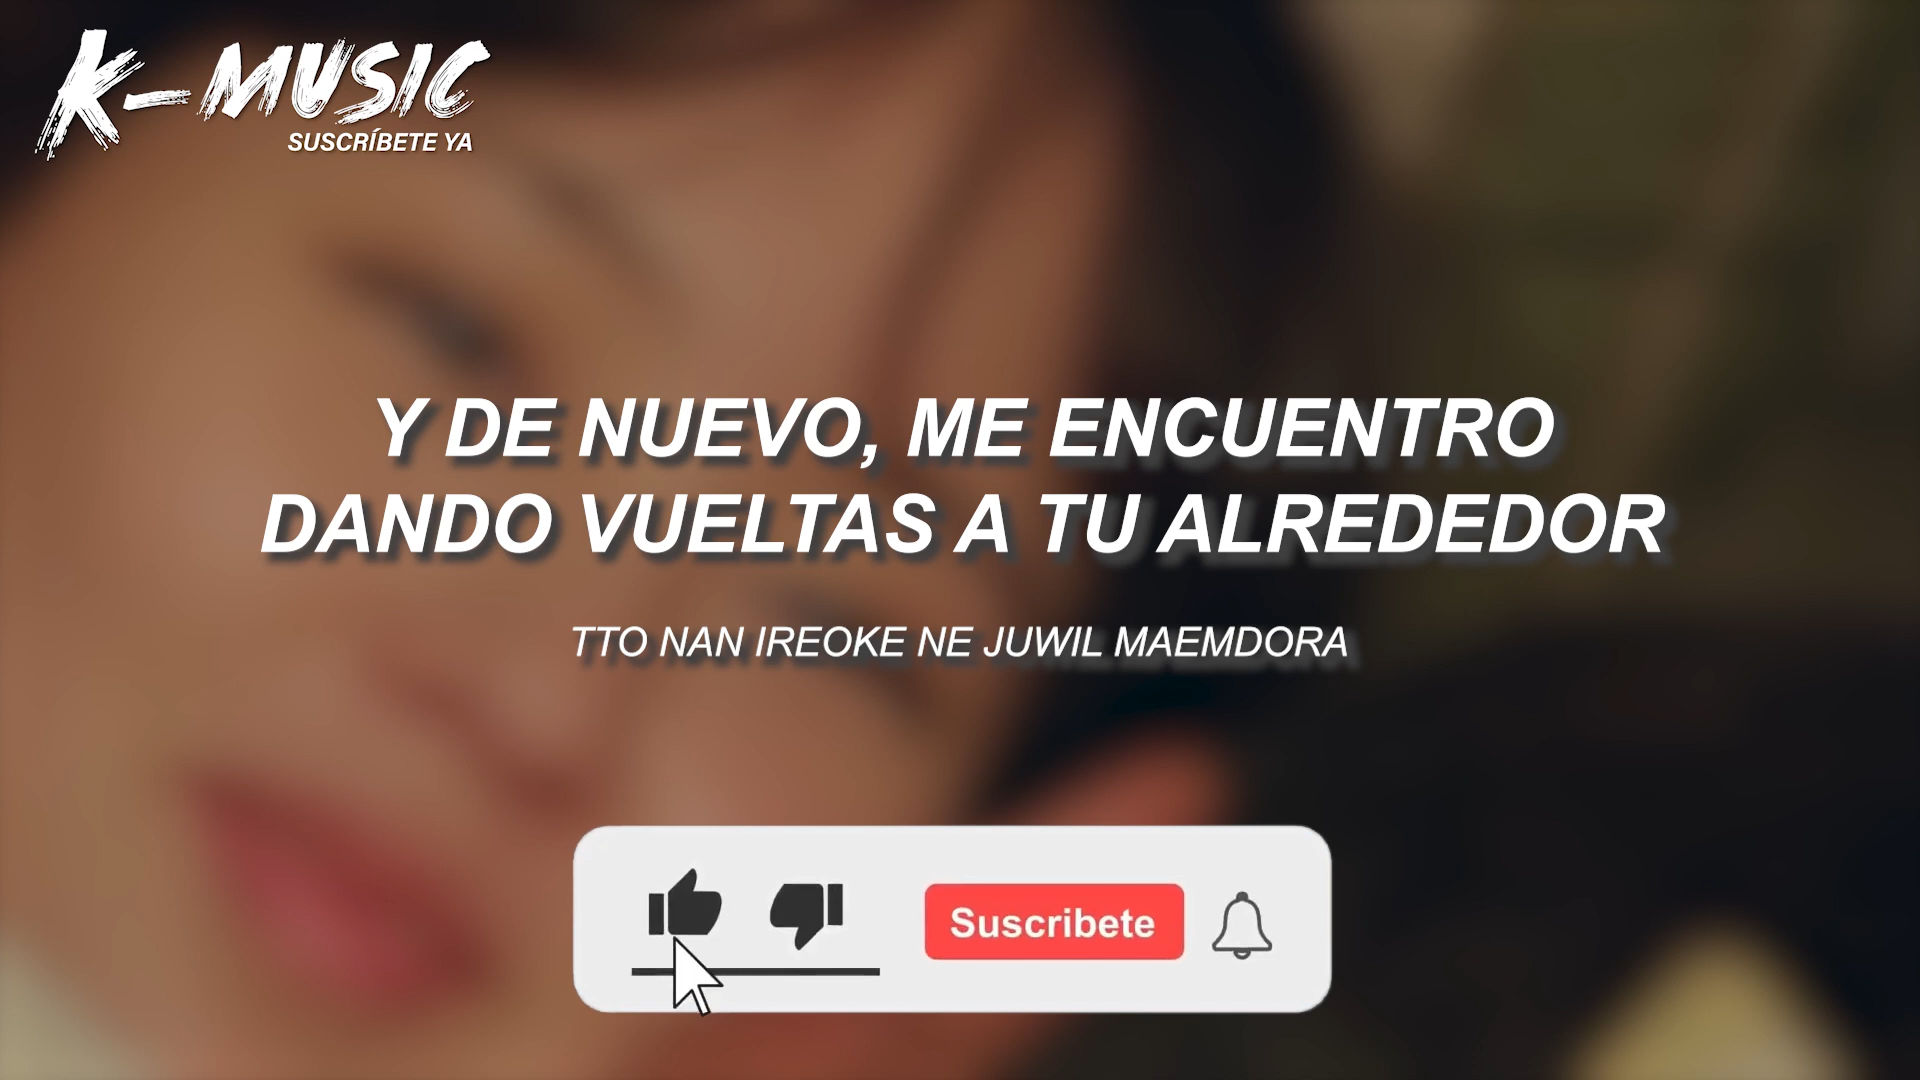 K-MUSIC
SUSCRÍBETE YA
Y DE NUEVO, ME ENCUENTRO
DANDO VUELTAS A TU ALREDEDOR
TTO NAN IREOKE NE JUWIL MAEMDORA
Suscribete